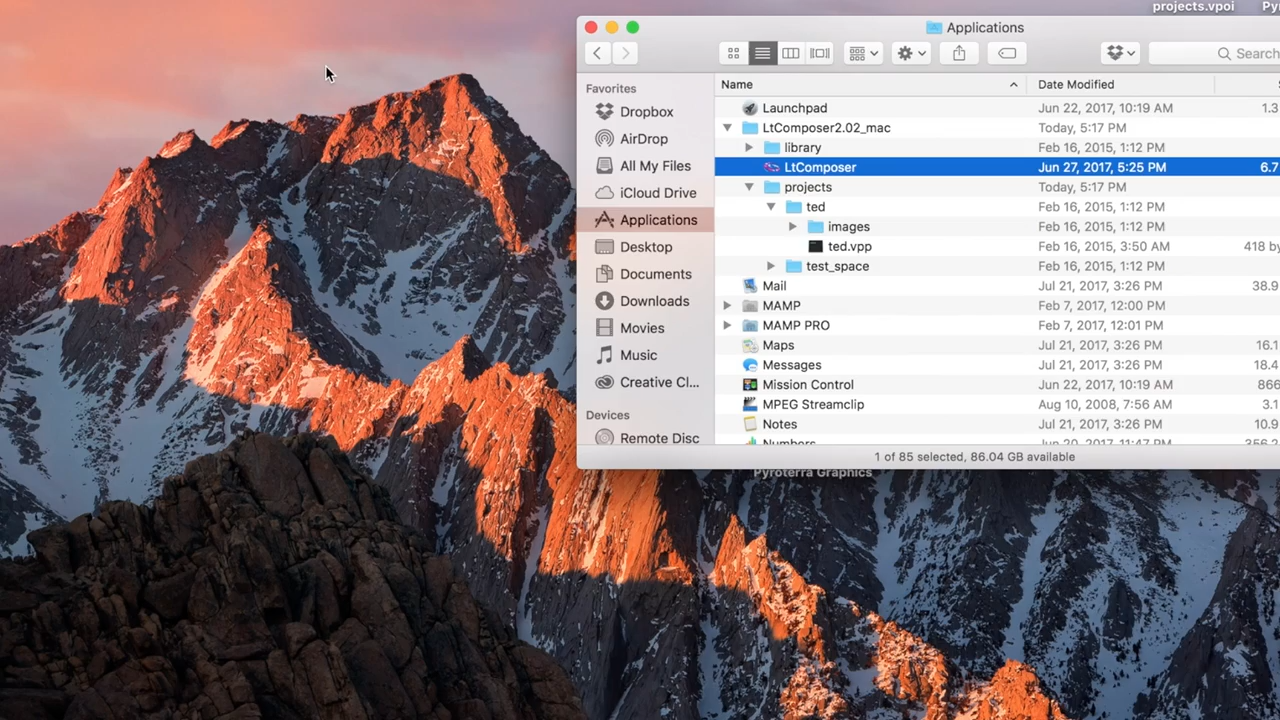 projects.vpoi
Applications
Search
Favorites
Dropbox
AirDrop
All My Files
iCloud Drive
Applications
Desktop
Documents
Downloads
Movies
Music
Creative Cl...
Devices
Remote Disc
Name Date Modified
Launchpad Jun 22, 2017, 10:19 AM 1.3
LtComposer2.02_mac Today, 5:17 PM
library Feb 16, 2015, 1:12 PM
LtComposer Jun 27, 2017, 5:25 PM 6.7
projects Today, 5:17 PM
ted Feb 16, 2015, 1:12 PM
images Feb 16, 2015, 1:12 PM
ted.vpp Feb 16, 2015, 3:50 AM 418 by
test_space Feb 16, 2015, 1:12 PM
Mail Jul 21, 2017, 3:26 PM 38.9
MAMP Feb 7, 2017, 12:00 PM
MAMP PRO Feb 7, 2017, 12:01 PM
Maps Jul 21, 2017, 3:26 PM 16.1
Messages Jul 21, 2017, 3:26 PM 18.4
Mission Control Jun 22, 2017, 10:19 AM 866
MPEG Streamclip Aug 10, 2008, 7:56 AM 3.1
Notes Jul 21, 2017, 3:26 PM 10.9
Numbers Jun 20, 2017, 11:47 PM 356.2
1 of 85 selected, 86.04 GB available
Pyroterra Graphics